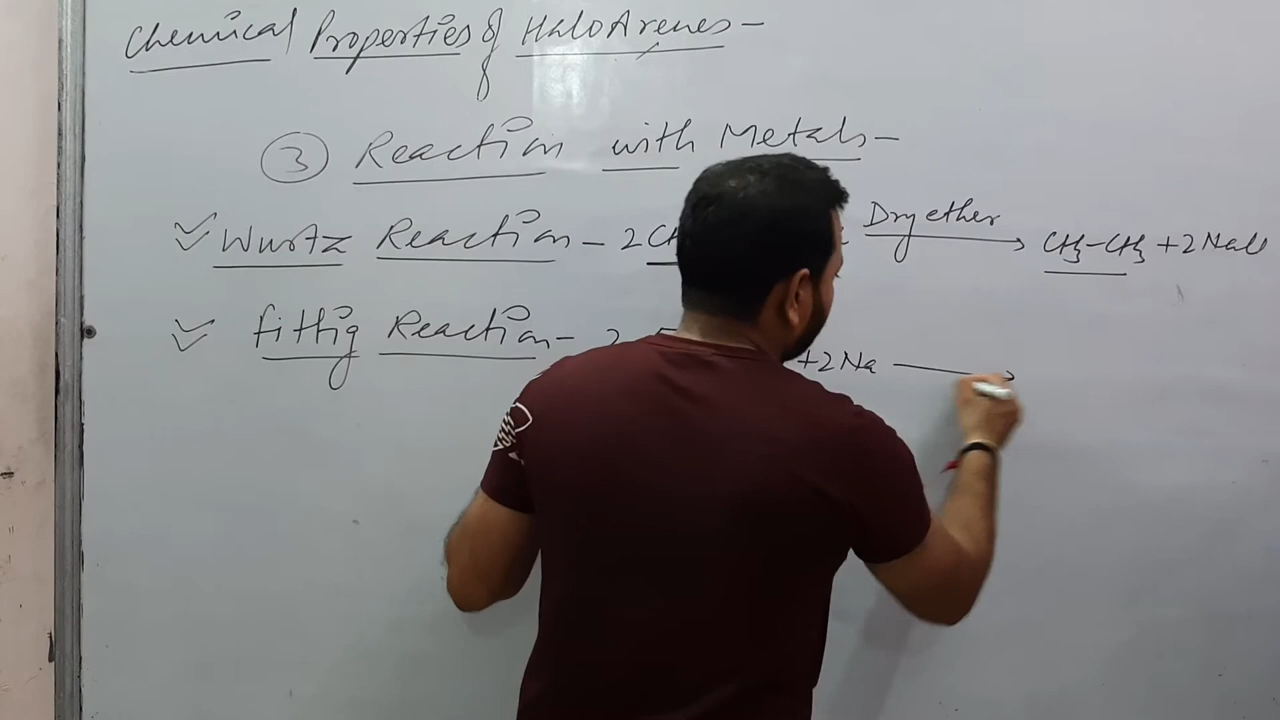 Chemical Properties of HaloArenes -
③ Reaction with Metals -
Wurtz Reaction - 2CH Dry ether CH3-CH3 + 2NaCl
fittig Reaction - 2 +2Na